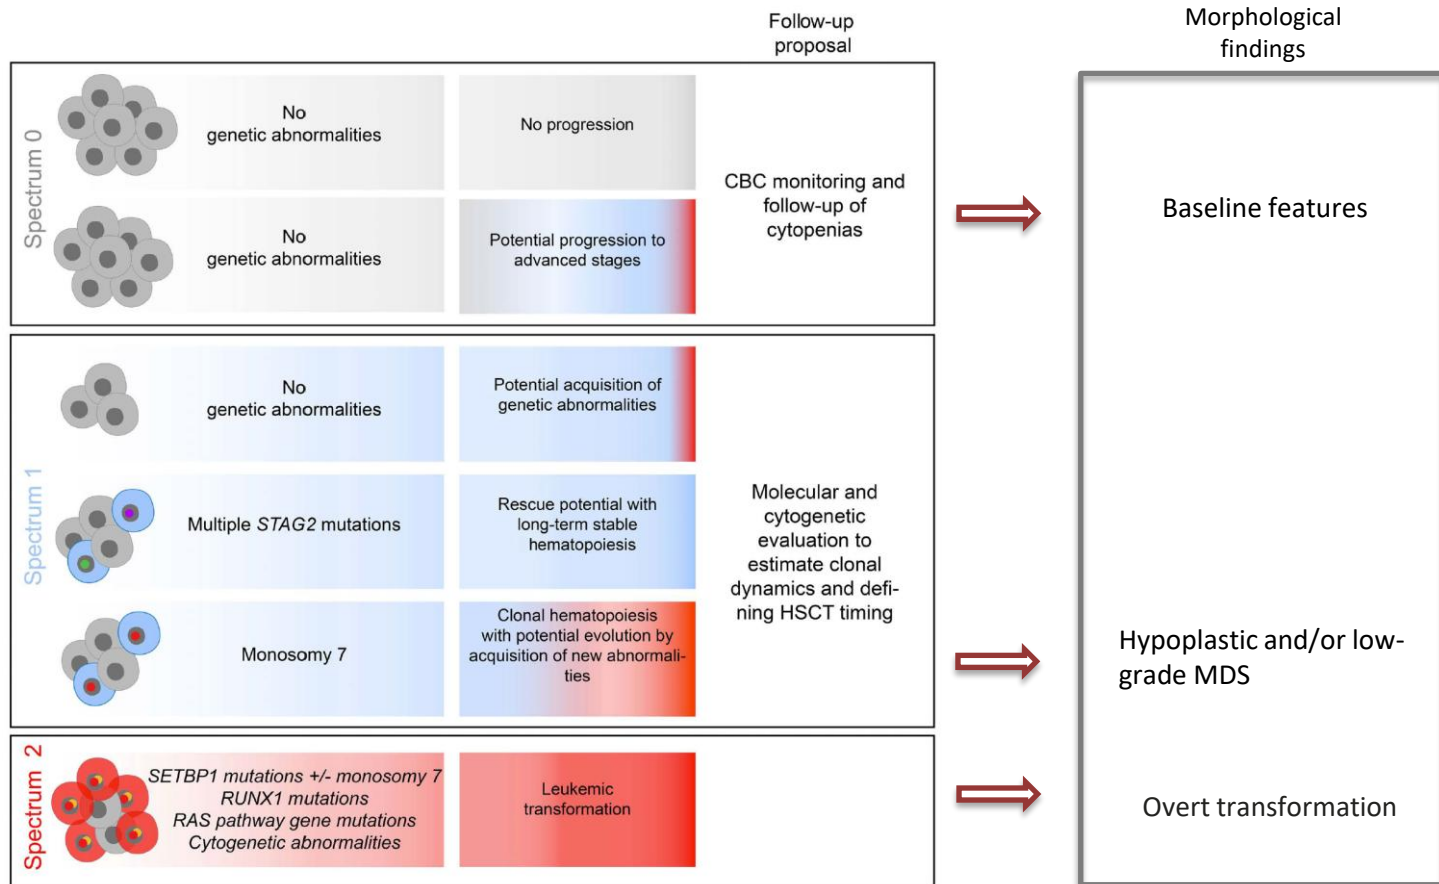 Follow-up
proposal
Morphological
findings
Spectrum 0
No
genetic abnormalities
No progression
No
genetic abnormalities
Potential progression to
advanced stages
CBC monitoring and
follow-up of
cytopenias
Baseline features
Spectrum 1
No
genetic abnormalities
Potential acquisition of
genetic abnormalities
Multiple STAG2 mutations
Rescue potential with
long-term stable
hematopoiesis
Monosomy 7
Clonal hematopoiesis
with potential evolution by
acquisition of new abnormali-
ties
Molecular and
cytogenetic
evaluation to
estimate clonal
dynamics and defi-
ning HSCT timing
Hypoplastic and/or low-
grade MDS
Spectrum 2
SETBP1 mutations +/- monosomy 7
RUNX1 mutations
RAS pathway gene mutations
Cytogenetic abnormalities
Leukemic
transformation
Overt transformation